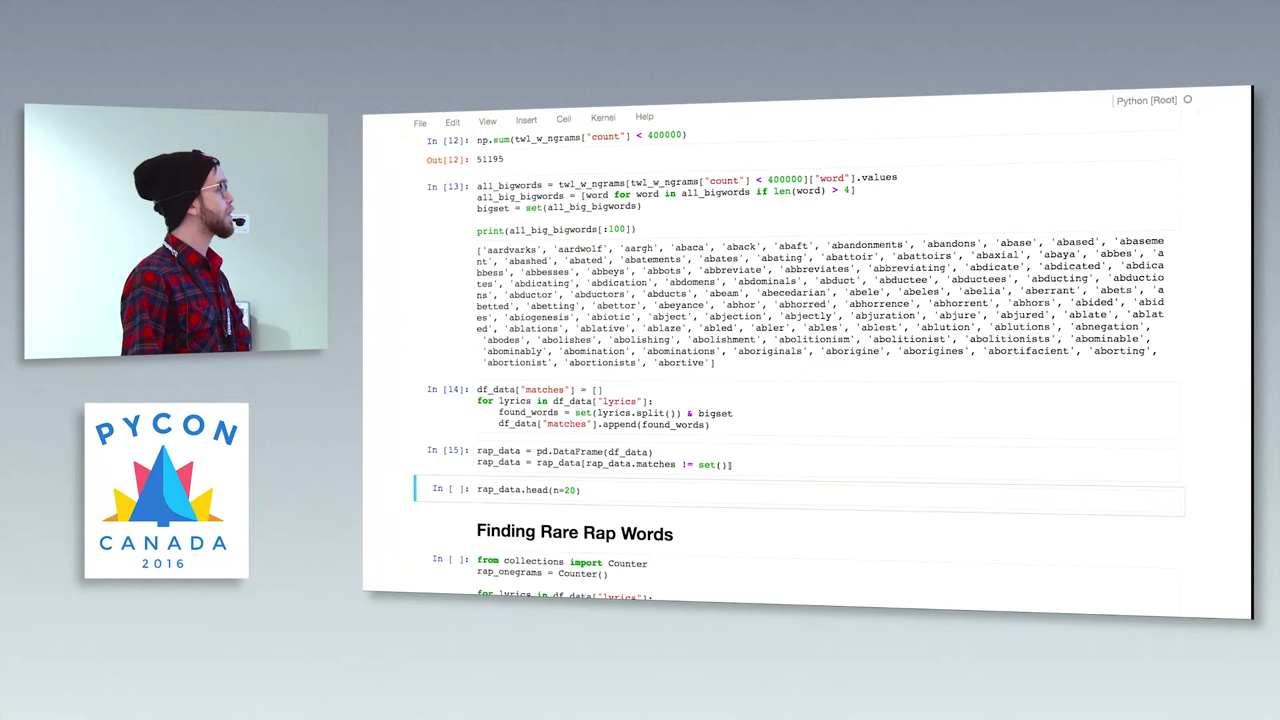 Python [Root]
File Edit View Insert Cell Kernel Help
In [12]: np.sum(twl_w_ngrams["count"] < 400000)
Out[12]: 51195
In [13]: all_bigwords = twl_w_ngrams[twl_w_ngrams["count"] < 400000]["word"].values
all_big_bigwords = [word for word in all_bigwords if len(word) > 4]
bigset = set(all_big_bigwords)
print(all_big_bigwords[:100])
['aardvarks', 'aardwolf', 'aargh', 'abaca', 'aback', 'abaft', 'abandonments', 'abandons', 'abase', 'abased', 'abaseme
nt', 'abashed', 'abated', 'abatements', 'abates', 'abating', 'abattoir', 'abattoirs', 'abaxial', 'abaya', 'abbes', 'a
bbess', 'abbesses', 'abbeys', 'abbots', 'abbreviate', 'abbreviates', 'abbreviating', 'abdicate', 'abdicated', 'abdica
tes', 'abdicating', 'abdication', 'abdomens', 'abdominals', 'abduct', 'abductee', 'abductees', 'abducting', 'abductio
ns', 'abductor', 'abductors', 'abducts', 'abeam', 'abecedarian', 'abele', 'abeles', 'abelia', 'aberrant', 'abets', 'a
betted', 'abetting', 'abettor', 'abeyance', 'abhor', 'abhorred', 'abhorrence', 'abhorrent', 'abhors', 'abided', 'abid
es', 'abiogenesis', 'abiotic', 'abject', 'abjection', 'abjectly', 'abjuration', 'abjure', 'abjured', 'ablate', 'ablat
ed', 'ablations', 'ablative', 'ablaze', 'abled', 'abler', 'ables', 'ablest', 'ablution', 'ablutions', 'abnegation',
'abodes', 'abolishes', 'abolishing', 'abolishment', 'abolitionism', 'abolitionist', 'abolitionists', 'abominable',
'abominably', 'abomination', 'abominations', 'aboriginals', 'aborigine', 'aborigines', 'abortifacient', 'aborting',
'abortionist', 'abortionists', 'abortive']
In [14]: df_data["matches"] = []
for lyrics in df_data["lyrics"]:
found_words = set(lyrics.split()) & bigset
df_data["matches"].append(found_words)
In [15]: rap_data = pd.DataFrame(df_data)
rap_data = rap_data[rap_data.matches != set()]
In [ ]: rap_data.head(n=20)
Finding Rare Rap Words
In [ ]: from collections import Counter
rap_onegrams = Counter()
for lyrics in df_data["lyrics"]:
PYCON
CANADA
2016